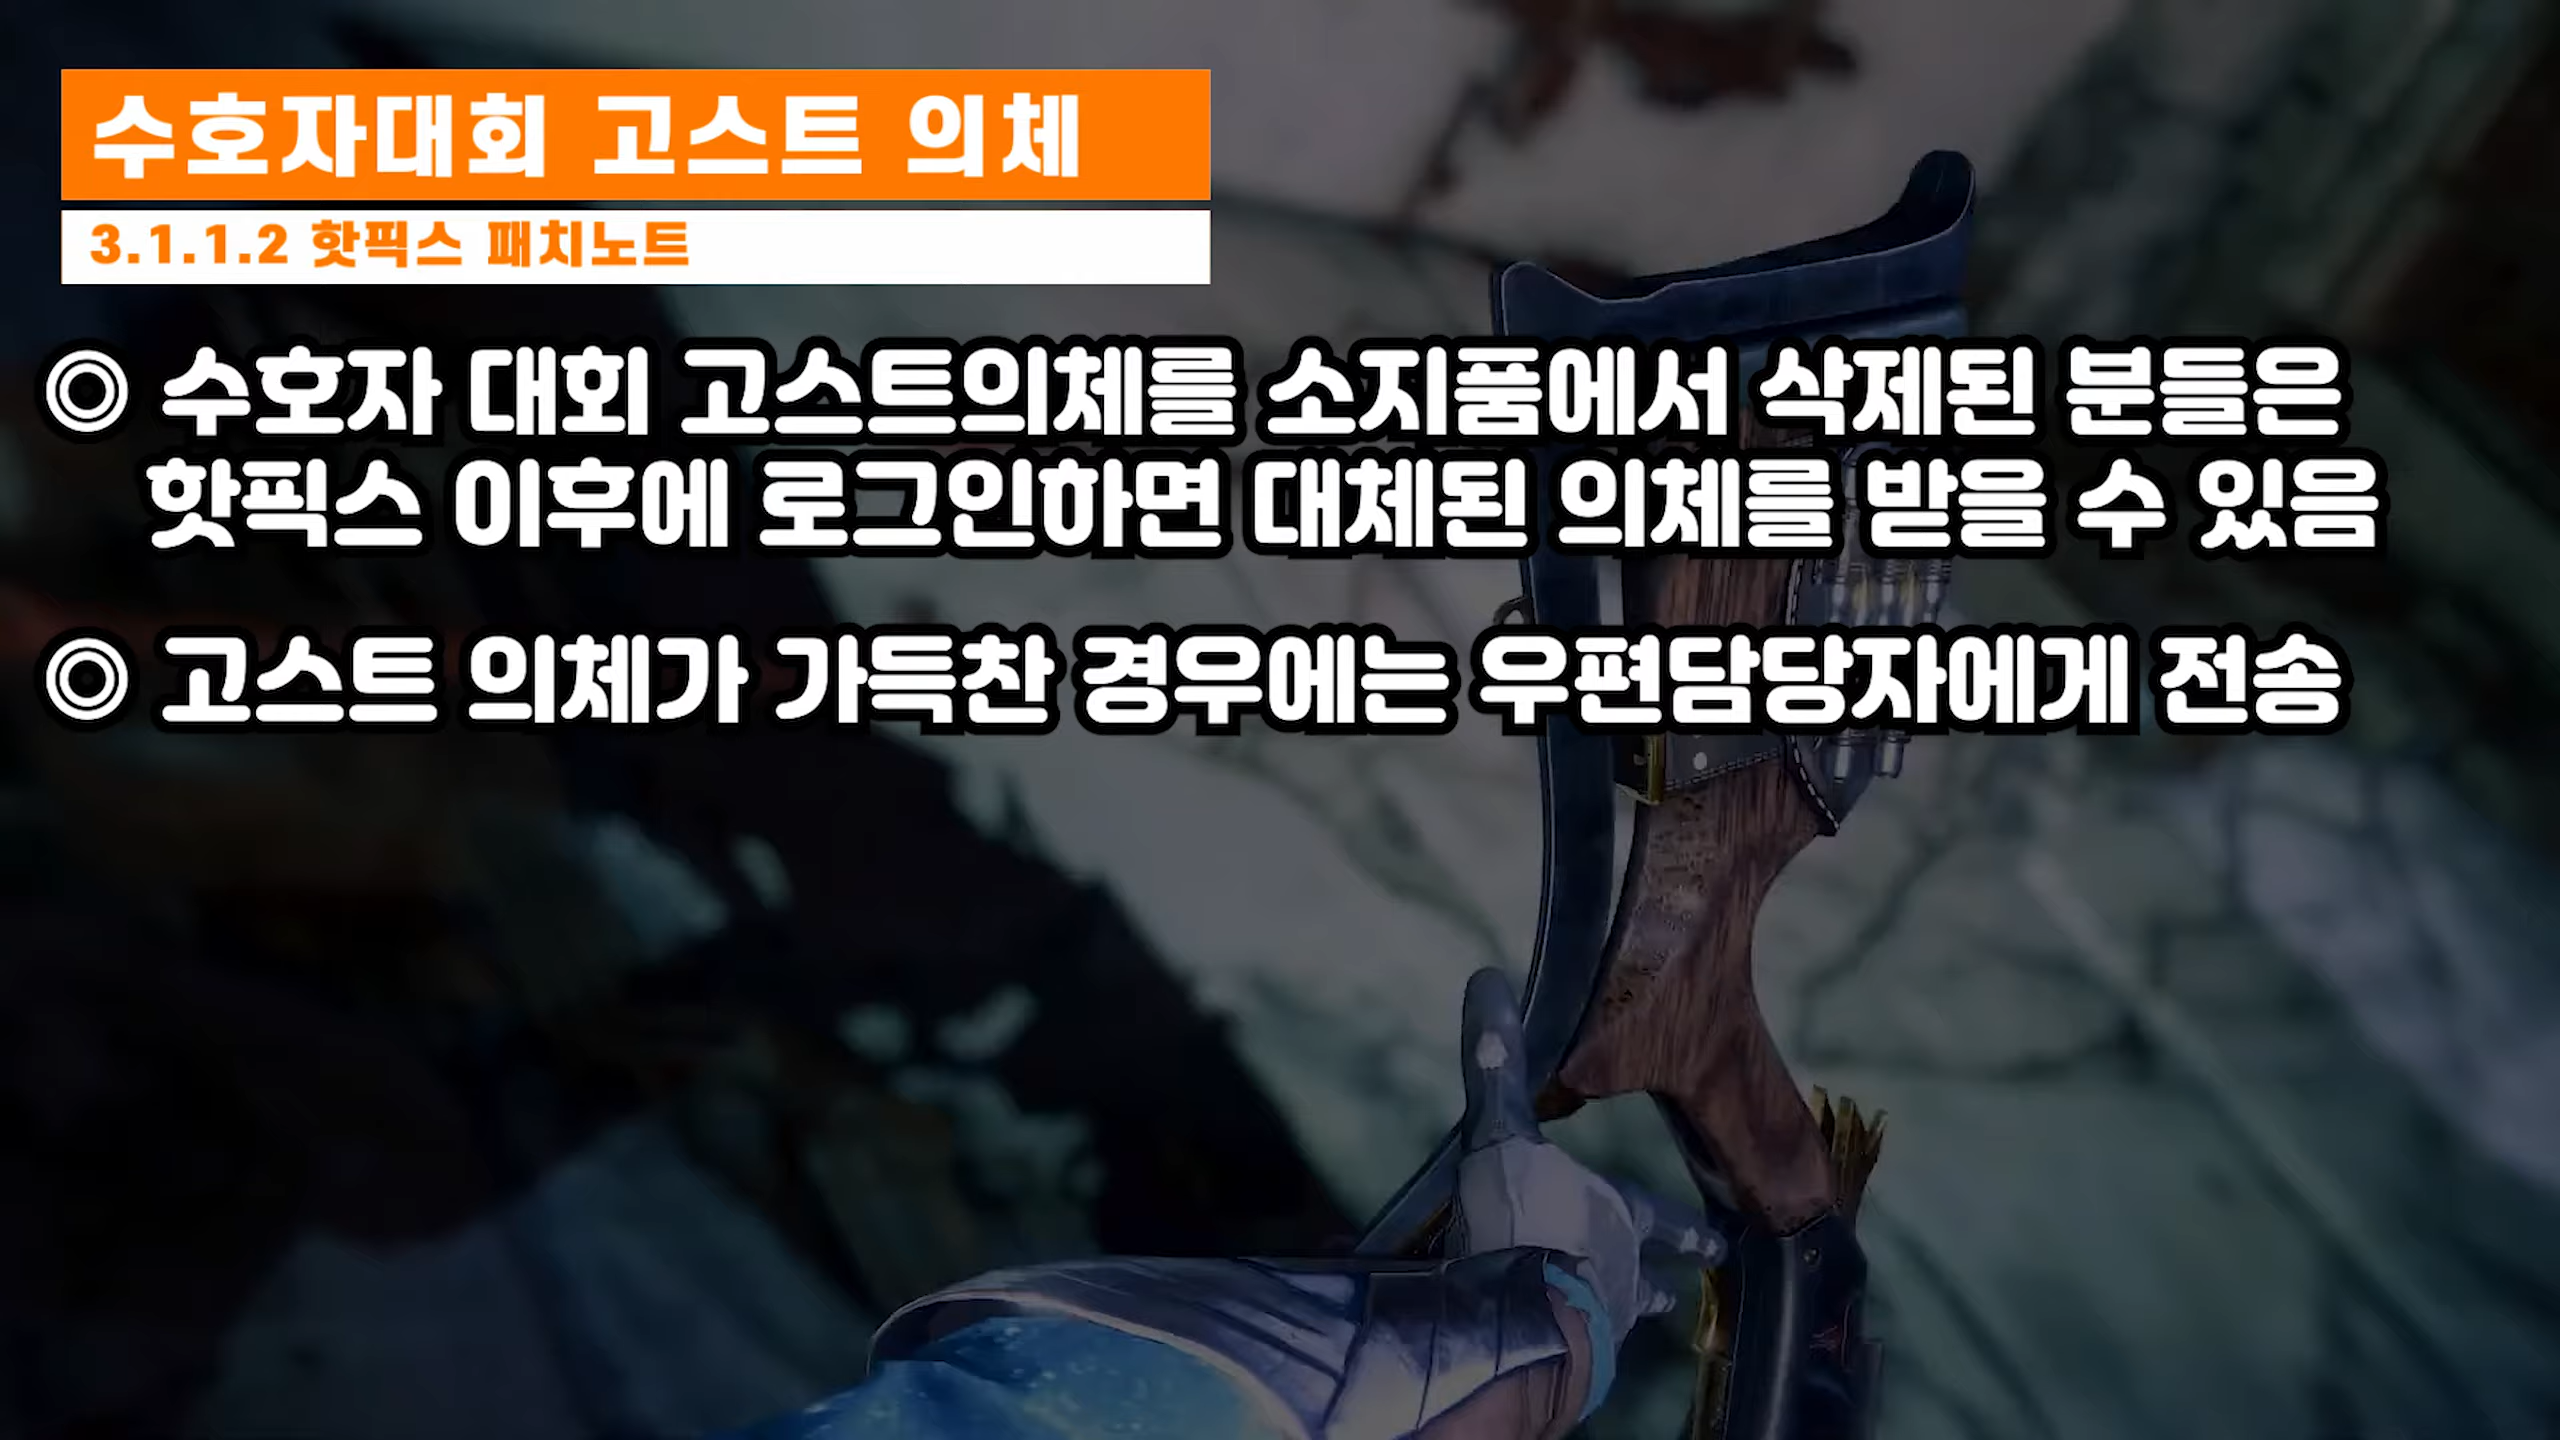 수호자대회 고스트 의체
3.1.1.2 핫픽스 패치노트
◎ 수호자 대회 고스트의체를 소지품에서 삭제된 분들은
핫픽스 이후에 로그인하면 대체된 의체를 받을 수 있음
◎ 고스트 의체가 가득찬 경우에는 우편담당자에게 전송